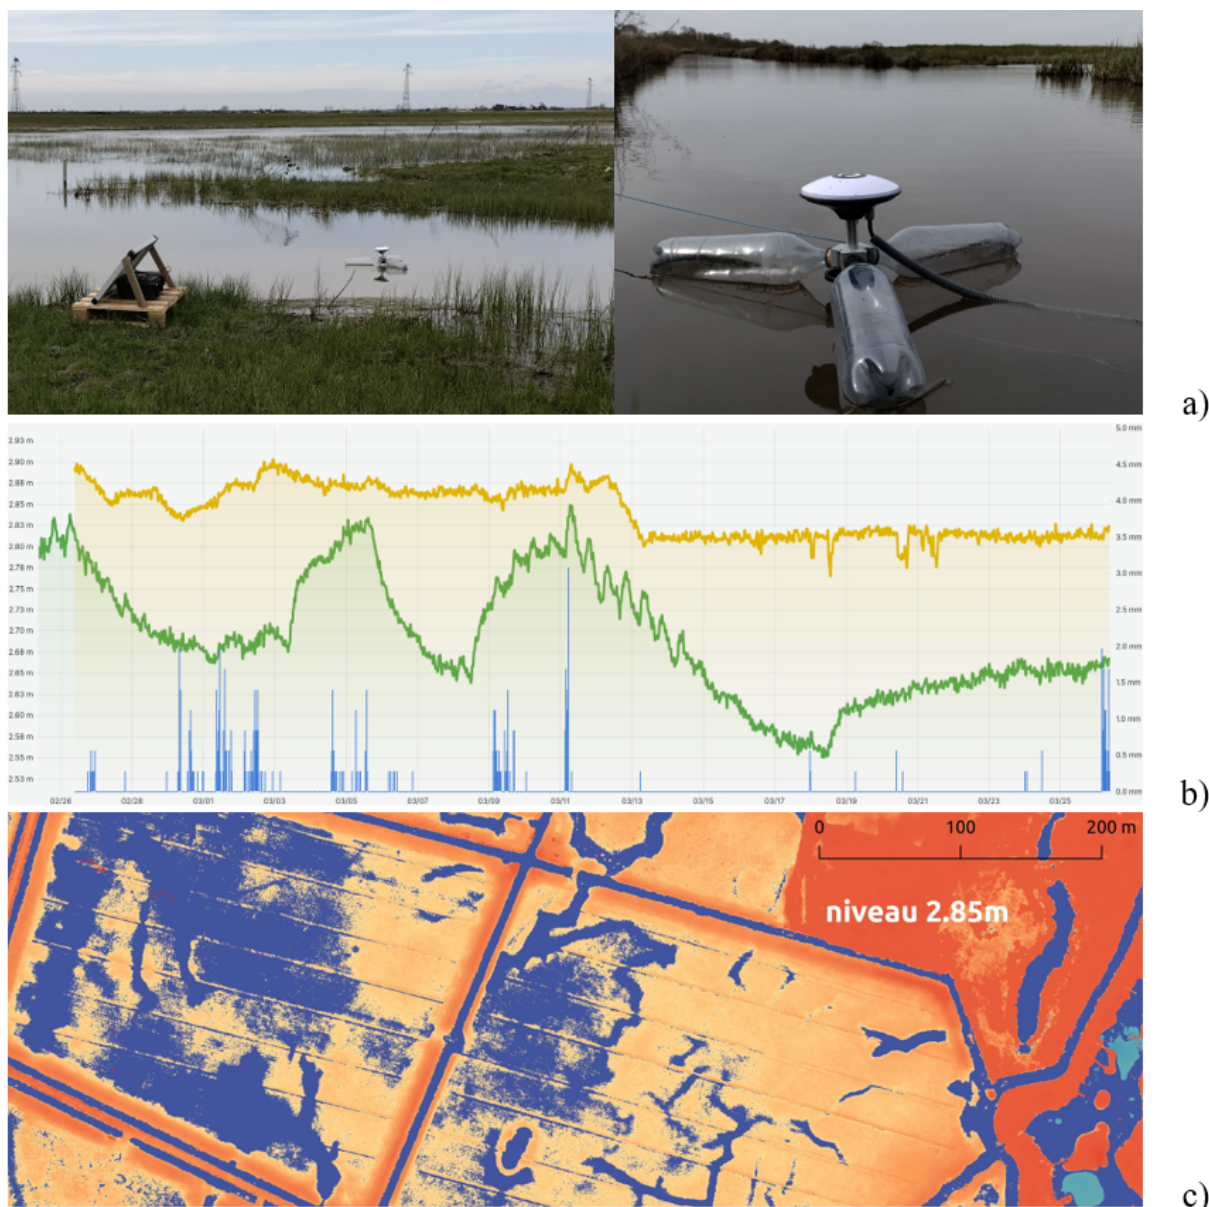 a)
5.0 mm
2.93 m
2.90 m
4.5 mm
2.88 m
2.85 m
4.0 mm
2.83 m
3.5 mm
2.80 m
3.0 mm
2.75 m
2.73 m
2.5 mm
2.70 m
2.0 mm
2.68 m
2.65 m
1.5 mm
2.63 m
2.60 m
1.0 mm
2.58 m
2.55 m
0.5 mm
2.53 m
0.0 mm
02/26 02/28 03/01 03/03 03/05 03/07 03/09 03/11 03/13 03/15 03/17 03/19 03/21 03/23 03/25
b)
0 100 200 m
niveau 2.85m
c)